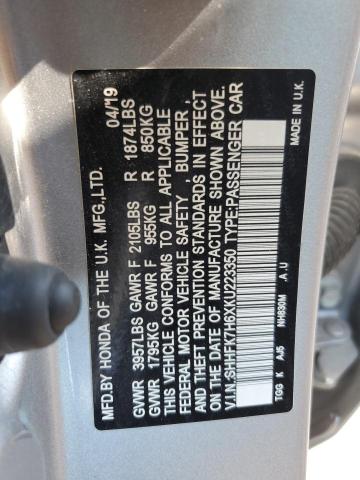 MFD.BY HONDA OF THE U.K. MFG.,LTD. 04/19
GVWR 3957LBS GAWR F 2105LBS R 1874LBS
GVWR 1795KG GAWR F 955KG R 850KG
THIS VEHICLE CONFORMS TO ALL APPLICABLE
FEDERAL MOTOR VEHICLE SAFETY , BUMPER ,
AND THEFT PREVENTION STANDARDS IN EFFECT
ON THE DATE OF MANUFACTURE SHOWN ABOVE.
V.I.N.:SHHFK7H6XKU223350 TYPE:PASSENGER CAR
TGG K AJ5 NH830M .A .U MADE IN U.K.